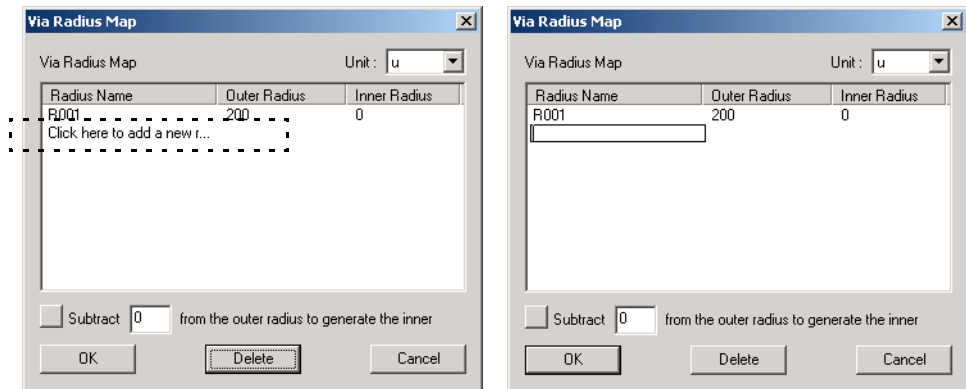 Via Radius Map
Via Radius Map Unit : u
Radius Name Outer Radius Inner Radius
R001 200 0
Click here to add a new r...
Subtract 0 from the outer radius to generate the inner
OK Delete Cancel
Via Radius Map
Via Radius Map Unit : u
Radius Name Outer Radius Inner Radius
R001 200 0
Subtract 0 from the outer radius to generate the inner
OK Delete Cancel